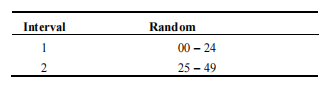 Interval Random
1 00 – 24
2 25 – 49